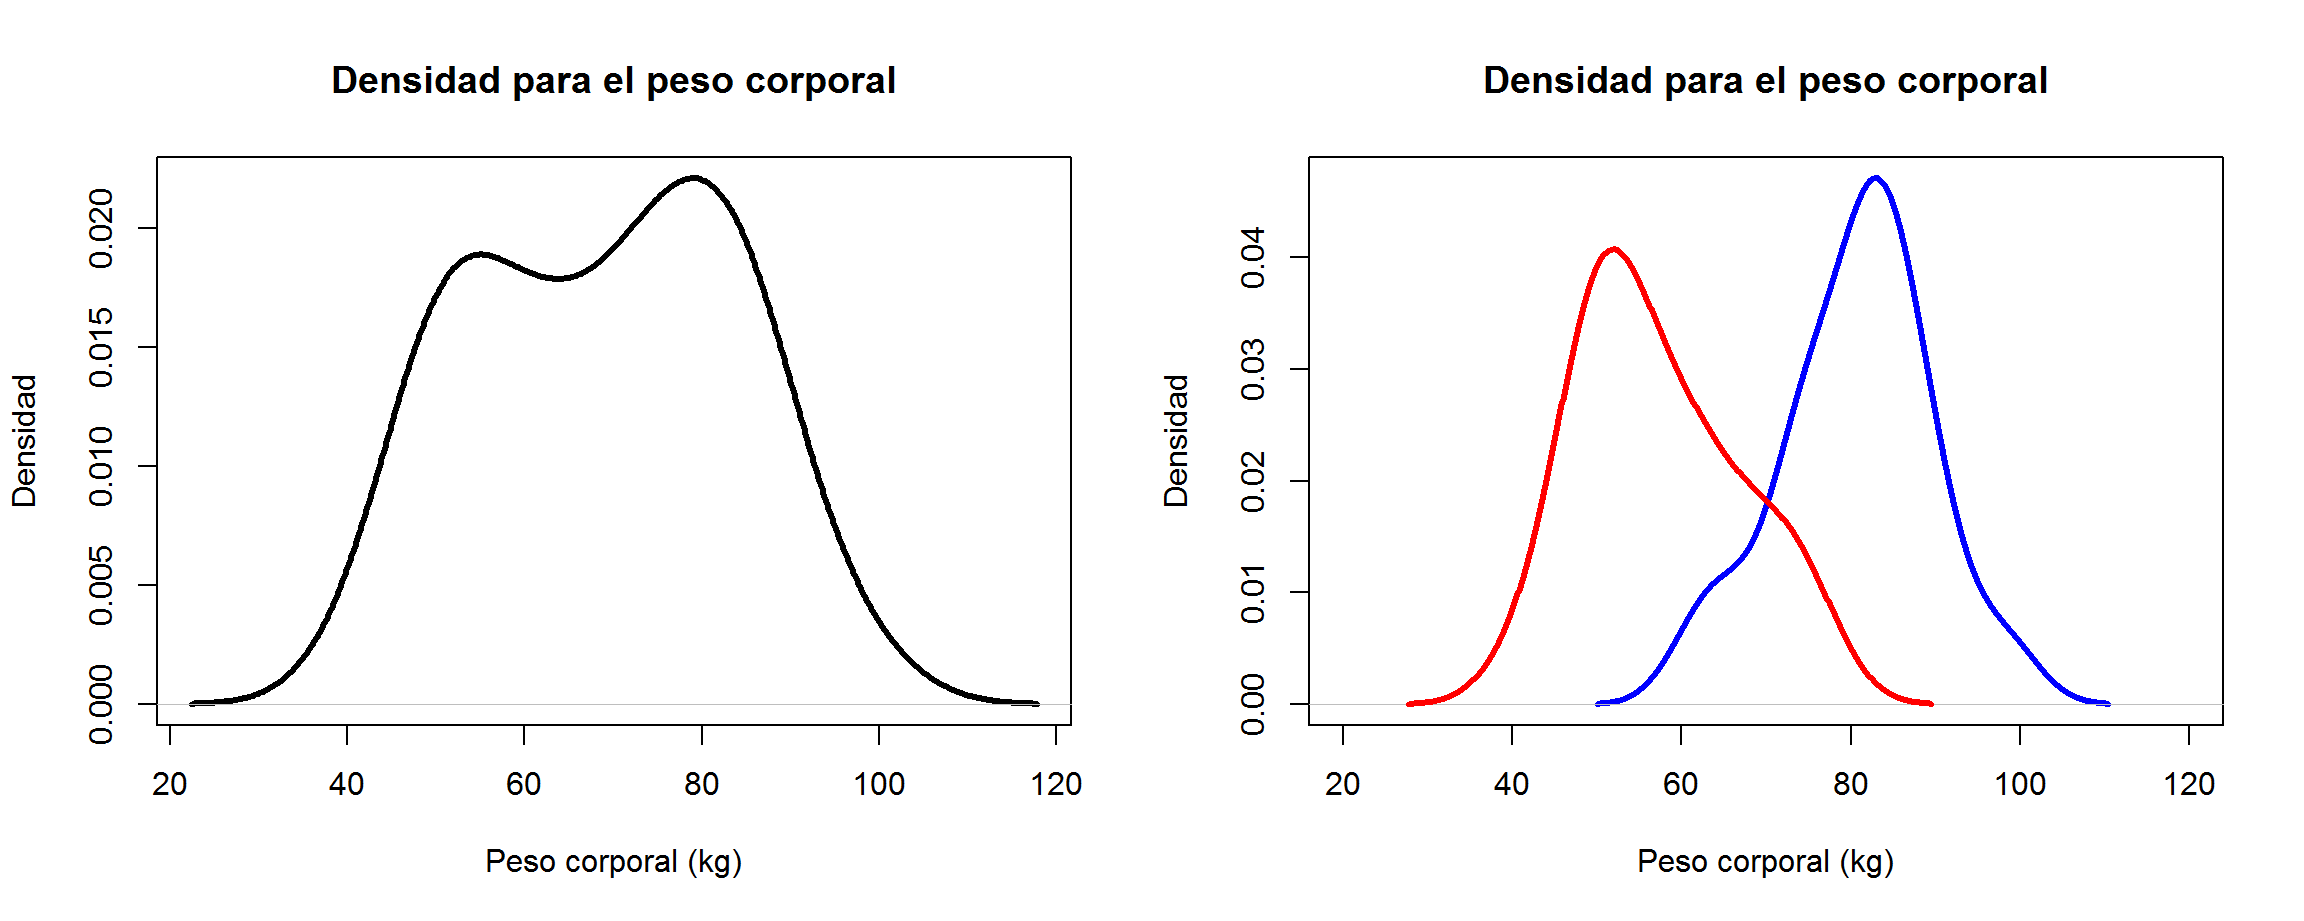 Densidad para el peso corporal
Densidad
0.000 0.005 0.010 0.015 0.020
20 40 60 80 100 120
Peso corporal (kg)
Densidad para el peso corporal
Densidad
0.00 0.01 0.02 0.03 0.04
20 40 60 80 100 120
Peso corporal (kg)